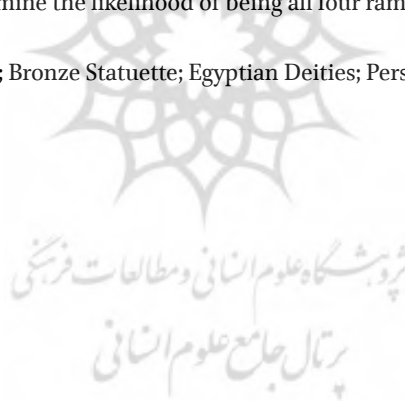 mine the likelihood of being all four ram
; Bronze Statuette; Egyptian Deities; Pers
پژوهشگاه علوم انسانی و مطالعات فرهنگی
پرتال جامع علوم انسانی